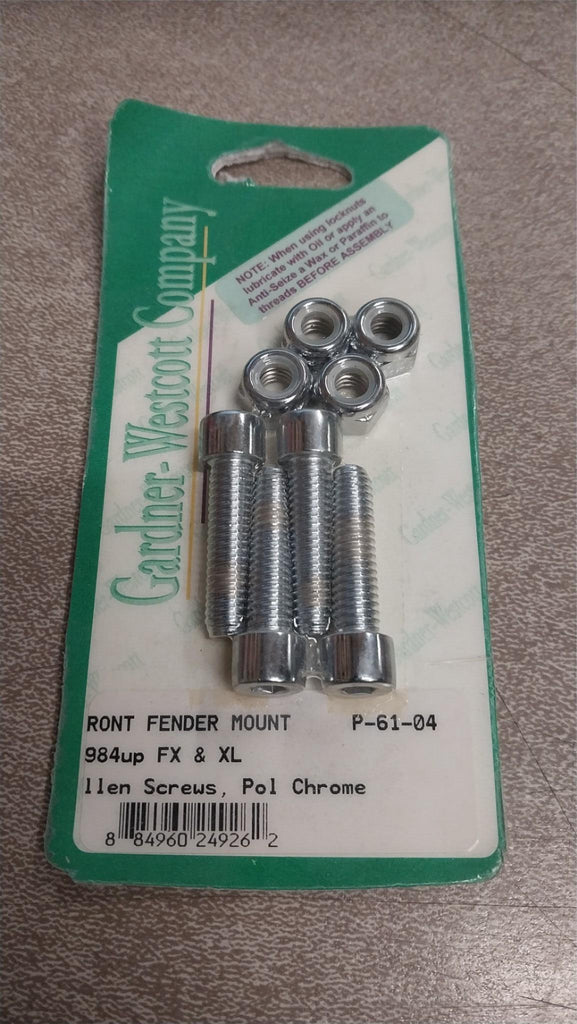 NOTE: When using locknuts
lubricate with Oil or apply an
Anti-Seize a Wax or Paraffin to
threads BEFORE ASSEMBLY
Gardner-Westcott Company
RONT FENDER MOUNT P-61-04
984up FX & XL
llen Screws, Pol Chrome
8 84960 24926 2